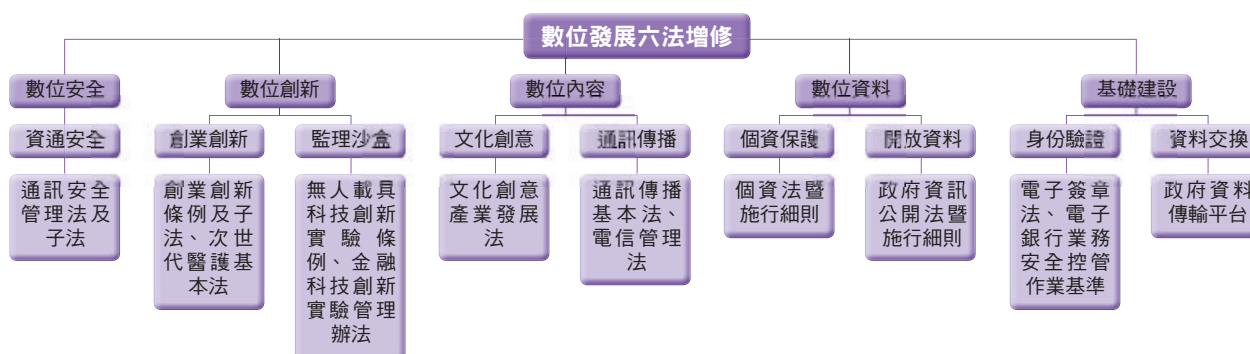 數位發展六法增修
數位安全
數位創新
數位內容
數位資料
基礎建設
資通安全
創業創新
監理沙盒
文化創意
通訊傳播
個資保護
開放資料
身份驗證
資料交換
通訊安全
管理法及
子法
創業創新
條例及子
法、次世
代醫護基
本法
無人載具
科技創新
實驗條
例、金融
科技創新
實驗管理
辦法
文化創意
產業發展
法
通訊傳播
基本法、
電信管理
法
個資法暨
施行細則
政府資訊
公開法暨
施行細則
電子簽章
法、電子
銀行業務
安全控管
作業基準
政府資料
傳輸平台